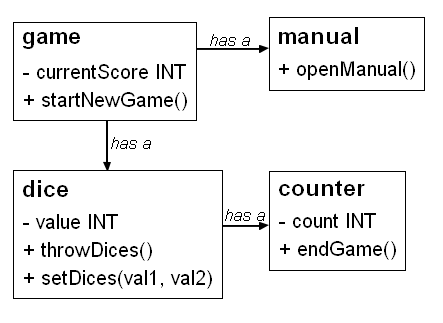 game
- currentScore INT
+ startNewGame()
has a
manual
+ openManual()
has a
dice
- value INT
+ throwDices()
+ setDices(val1, val2)
has a
counter
- count INT
+ endGame()